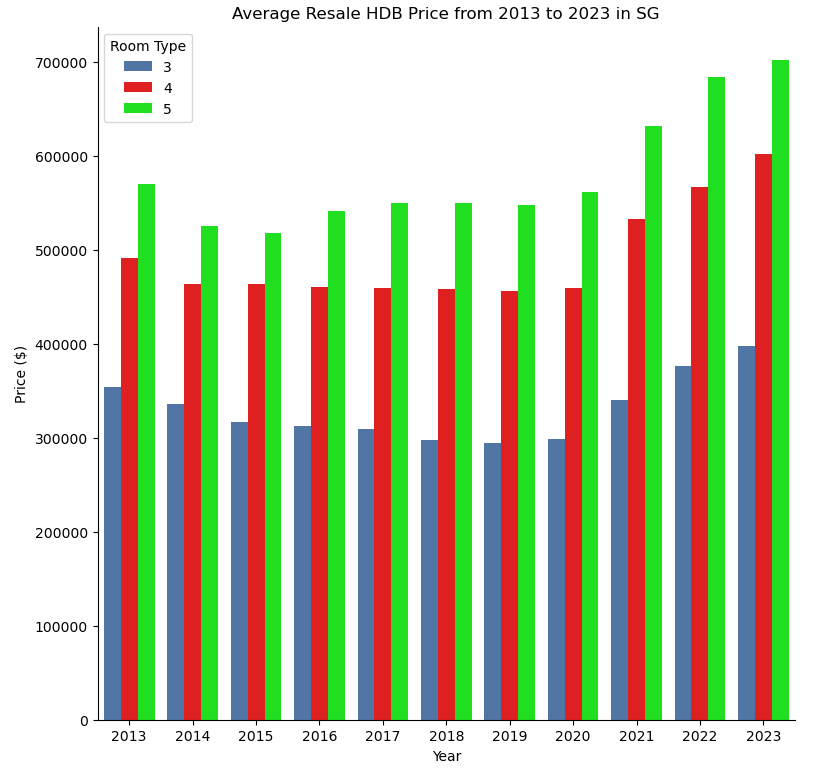 Average Resale HDB Price from 2013 to 2023 in SG
Room Type
3
4
5
Price ($)
700000
600000
500000
400000
300000
200000
100000
0
2013 2014 2015 2016 2017 2018 2019 2020 2021 2022 2023
Year